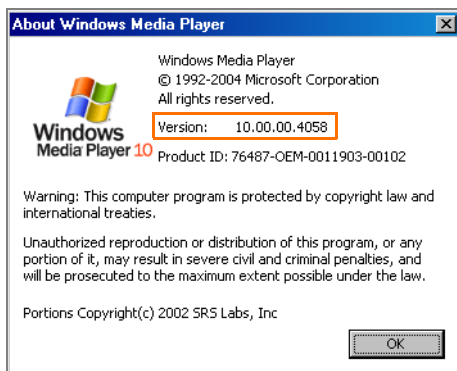 About Windows Media Player
Windows Media Player
© 1992-2004 Microsoft Corporation
All rights reserved.
Version: 10.00.00.4058
Windows
Media Player 10
Product ID: 76487-OEM-0011903-00102
Warning: This computer program is protected by copyright law and
international treaties.
Unauthorized reproduction or distribution of this program, or any
portion of it, may result in severe civil and criminal penalties, and
will be prosecuted to the maximum extent possible under the law.
Portions Copyright(c) 2002 SRS Labs, Inc
OK